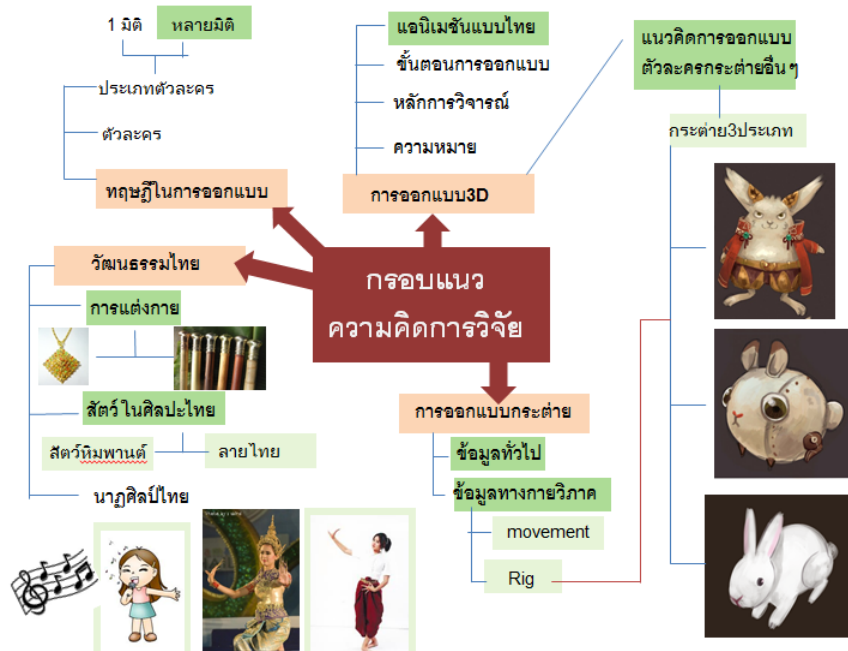 1 มิติ
หลายมิติ
ประเภทตัวละคร
ตัวละคร
ทฤษฎีในการออกแบบ
แอนิเมชันแบบไทย
ขั้นตอนการออกแบบ
หลักการวิจารณ์
ความหมาย
การออกแบบ3D
แนวคิดการออกแบบ
ตัวละครกระต่ายอื่นๆ
กระต่าย3ประเภท
กรอบแนว
ความคิดการวิจัย
วัฒนธรรมไทย
การแต่งกาย
สัตว์ ในศิลปะไทย
สัตว์หิมพานต์
ลายไทย
นาฏศิลป์ไทย
การออกแบบกระต่าย
ข้อมูลทั่วไป
ข้อมูลทางกายวิภาค
movement
Rig